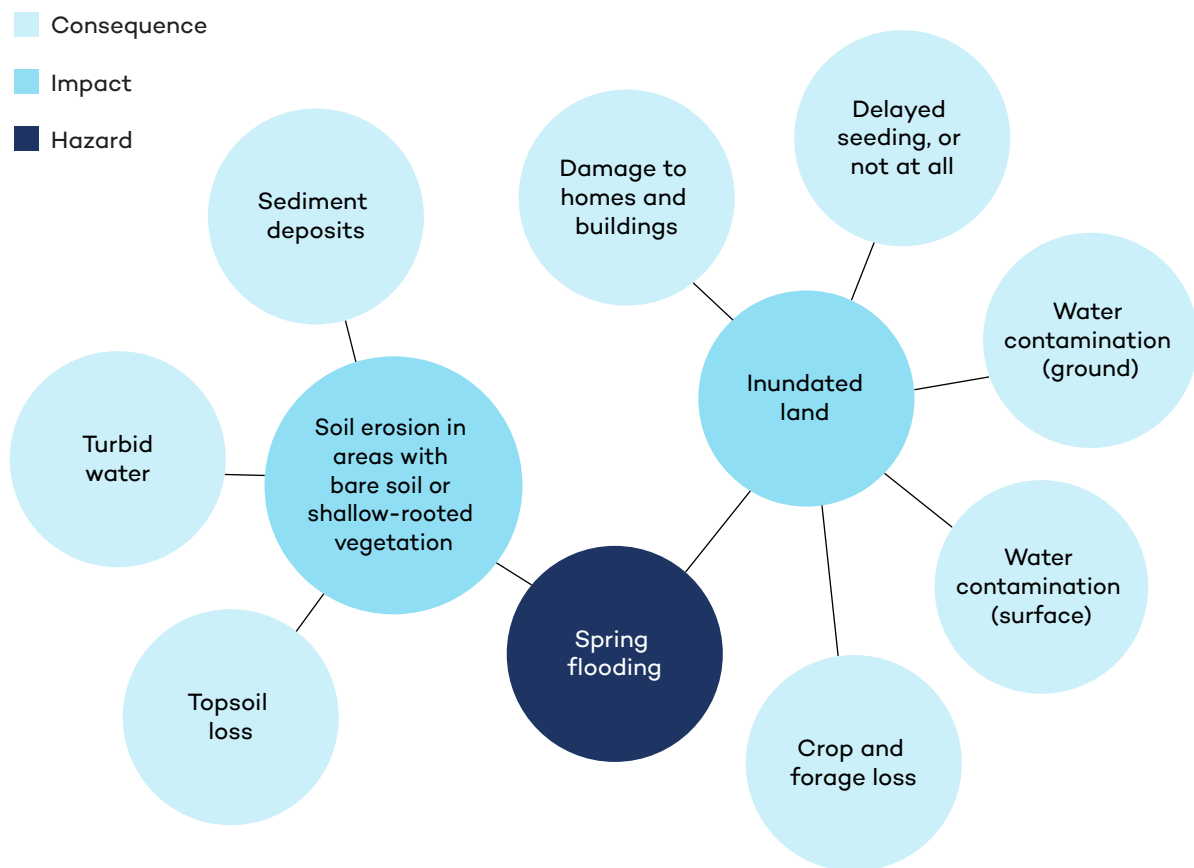 Consequence
Impact
Hazard
Sediment
deposits
Turbid
water
Topsoil
loss
Soil erosion in
areas with
bare soil or
shallow-rooted
vegetation
Spring
flooding
Inundated
land
Damage to
homes and
buildings
Delayed
seeding, or
not at all
Water
contamination
(ground)
Water
contamination
(surface)
Crop and
forage loss